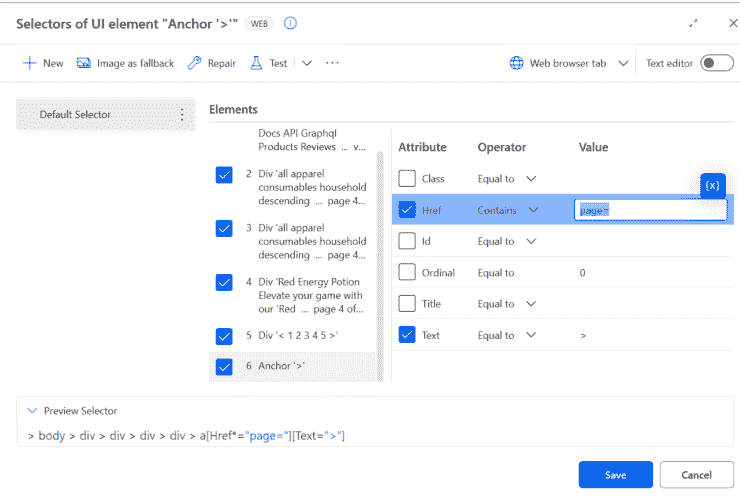 Selectors of UI element "Anchor '>'" WEB
New Image as fallback Repair Test Web browser tab Text editor
Default Selector
Elements
Docs API Graphql
Products Reviews ... v...
2 Div 'all apparel
consumables household
descending ... page 4...
3 Div 'all apparel
consumables household
descending ... page 4...
4 Div 'Red Energy Potion
Elevate your game with
our 'Red ... page 4 of...
5 Div '< 1 2 3 4 5 >'
6 Anchor '>'
Attribute Operator Value
{x}
Class Equal to
Href Contains page=
Id Equal to
Ordinal Equal to 0
Title Equal to
Text Equal to >
Preview Selector
> body > div > div > div > div > a[Href*="page="][Text=">"]
Save Cancel